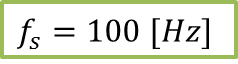 fₛ = 100 [Hz]